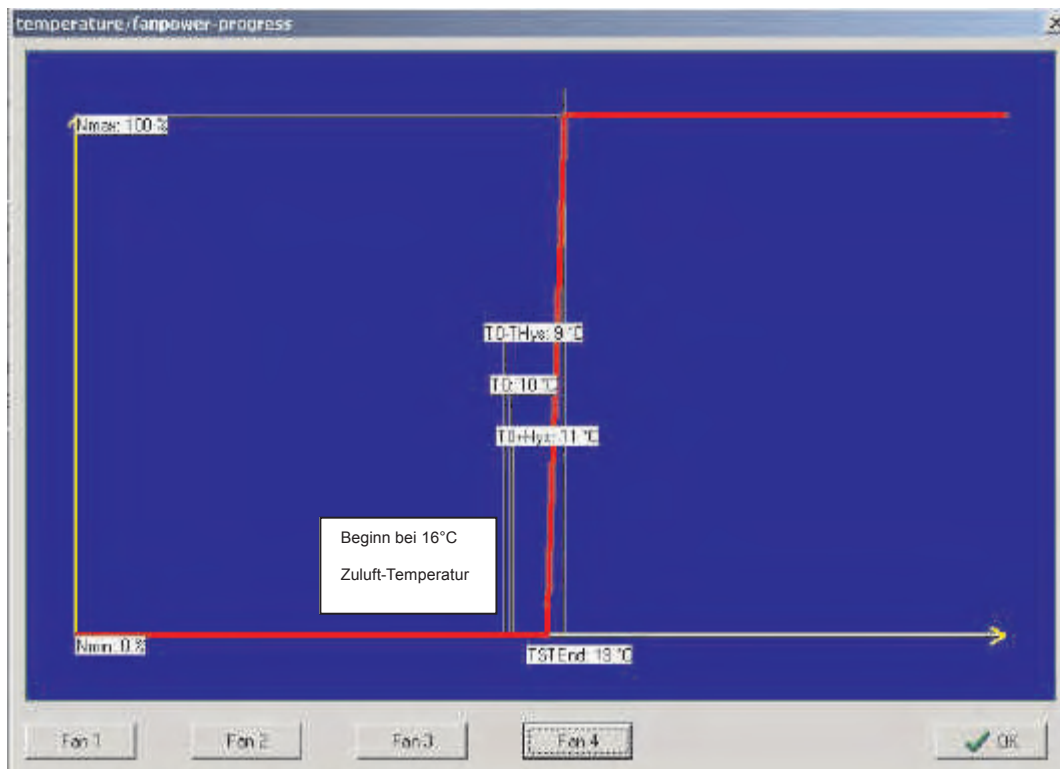 temperature/fanpower-progress
Nmax: 100 %
T0-THys: 9 °C
T0: 10 °C
T0+Hys: 11 °C
Beginn bei 16°C
Zuluft-Temperatur
Nmin: 0 %
TSTEnd: °C
Fan 1
Fan 2
Fan 3
Fan 4
OK